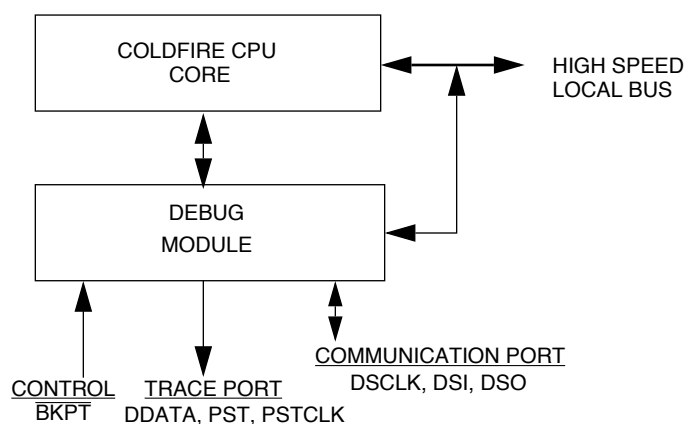 COLDFIRE CPU
CORE
HIGH SPEED
LOCAL BUS
DEBUG
MODULE
COMMUNICATION PORT
DSCLK, DSI, DSO
CONTROL
BKPT
TRACE PORT
DDATA, PST, PSTCLK